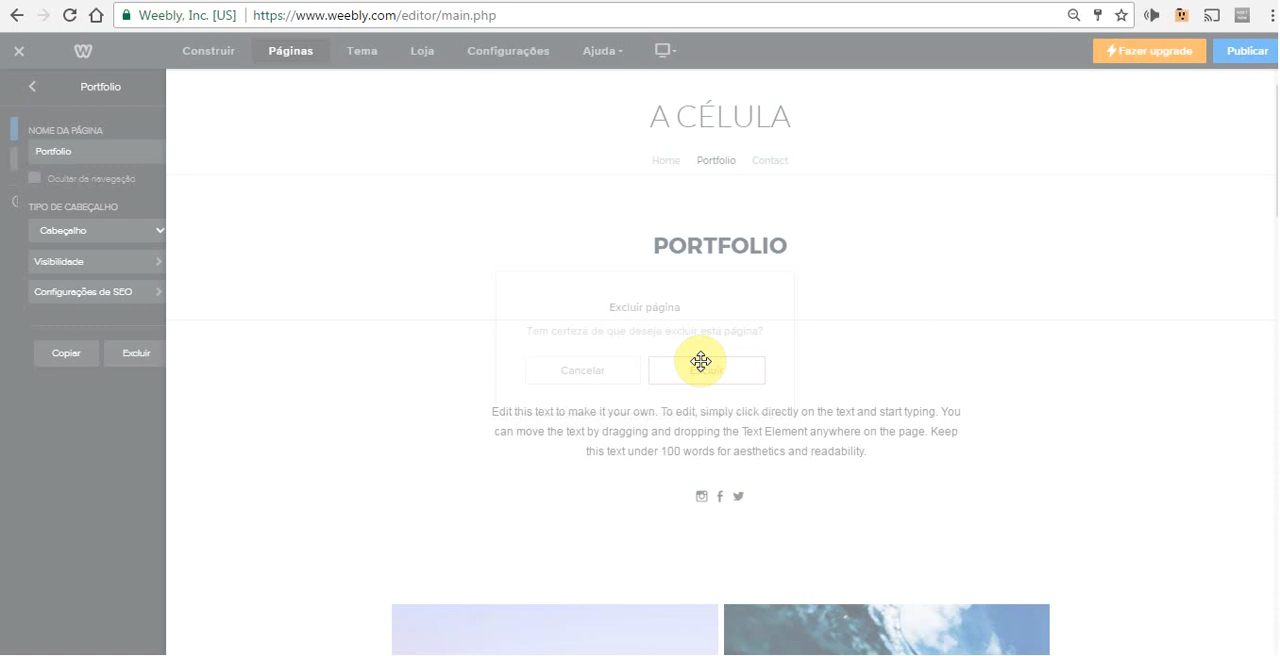 Weebly, Inc. [US] https://www.weebly.com/editor/main.php
Construir Páginas Tema Loja Configurações Ajuda Fazer upgrade Publicar
Portfolio
NOME DA PÁGINA
Portfolio
Ocultar da navegação
TIPO DE CABEÇALHO
Cabeçalho
Visibilidade
Configurações de SEO
Copiar Excluir
A CÉLULA
Home Portfolio Contact
PORTFOLIO
Excluir página
Tem certeza de que deseja excluir esta página?
Cancelar Excluir
Edit this text to make it your own. To edit, simply click directly on the text and start typing. You
can move the text by dragging and dropping the Text Element anywhere on the page. Keep
this text under 100 words for aesthetics and readability.